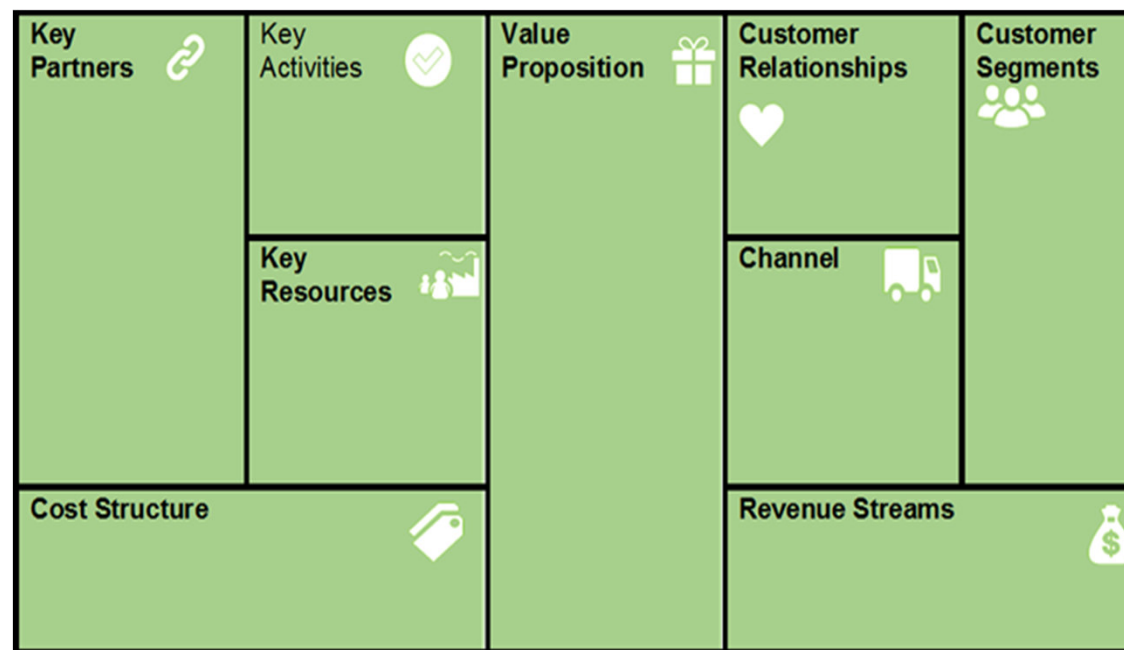 Key
Partners
Key
Activities
Value
Proposition
Customer
Relationships
Customer
Segments
Key
Resources
Channel
Cost Structure
Revenue Streams
$